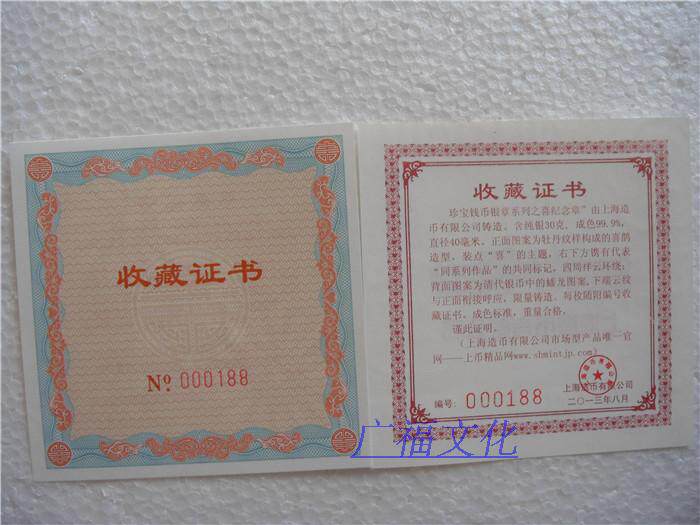 收藏证书
No. 000188
收藏证书
珍宝钱币银章系列之喜纪念章”由上海造
币有限公司铸造。含纯银30克，成色99.9%，
直径40毫米。正面图案为牡丹纹样构成的喜鹊
造型，装点“喜”的主题，右下方携有代表
“同系列作品”的共同标记，四周祥云环绕；
背面图案为清代银币中的蟠龙图案，下端云纹
与正面衔接呼应。限量铸造。每枚随附编号收
藏证书。成色标准，重量合格。
谨此证明。
（上海造币有限公司市场型产品唯一官
网——上币精品网www.shmintjp.com）
上海造币有限公司
编号：000188
二〇一三年八月
广福文化